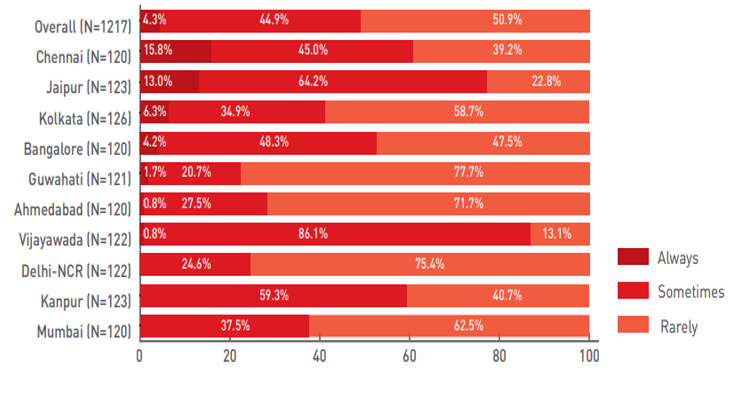 Overall (N=1217) 4.3% 44.9% 50.9%
Chennai (N=120) 15.8% 45.0% 39.2%
Jaipur (N=123) 13.0% 64.2% 22.8%
Kolkata (N=126) 6.3% 34.9% 58.7%
Bangalore (N=120) 4.2% 48.3% 47.5%
Guwahati (N=121) 1.7% 20.7% 77.7%
Ahmedabad (N=120) 0.8% 27.5% 71.7%
Vijayawada (N=122) 0.8% 86.1% 13.1%
Delhi-NCR (N=122) 24.6% 75.4%
Kanpur (N=123) 59.3% 40.7%
Mumbai (N=120) 37.5% 62.5%
0 20 40 60 80 100
Always
Sometimes
Rarely